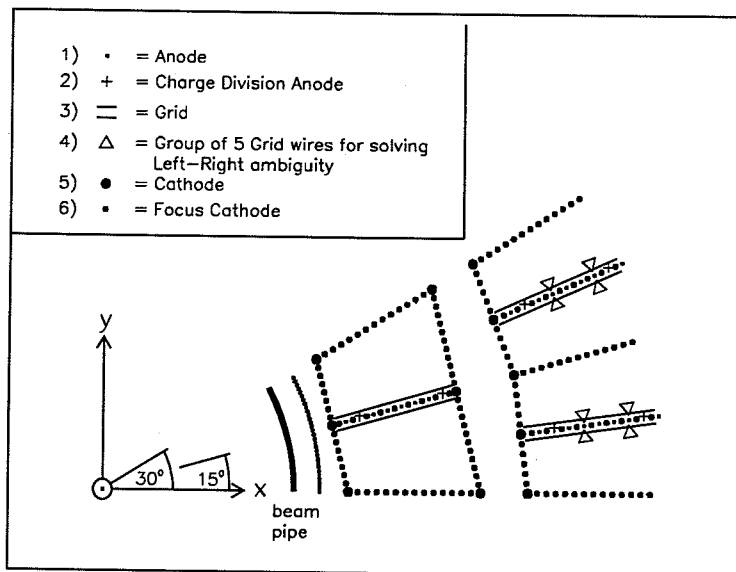 1) • = Anode
2) + = Charge Division Anode
3) = Grid
4) △ = Group of 5 Grid wires for solving
Left–Right ambiguity
5) ● = Cathode
6) ▪ = Focus Cathode
y
30°
15°
x
beam
pipe